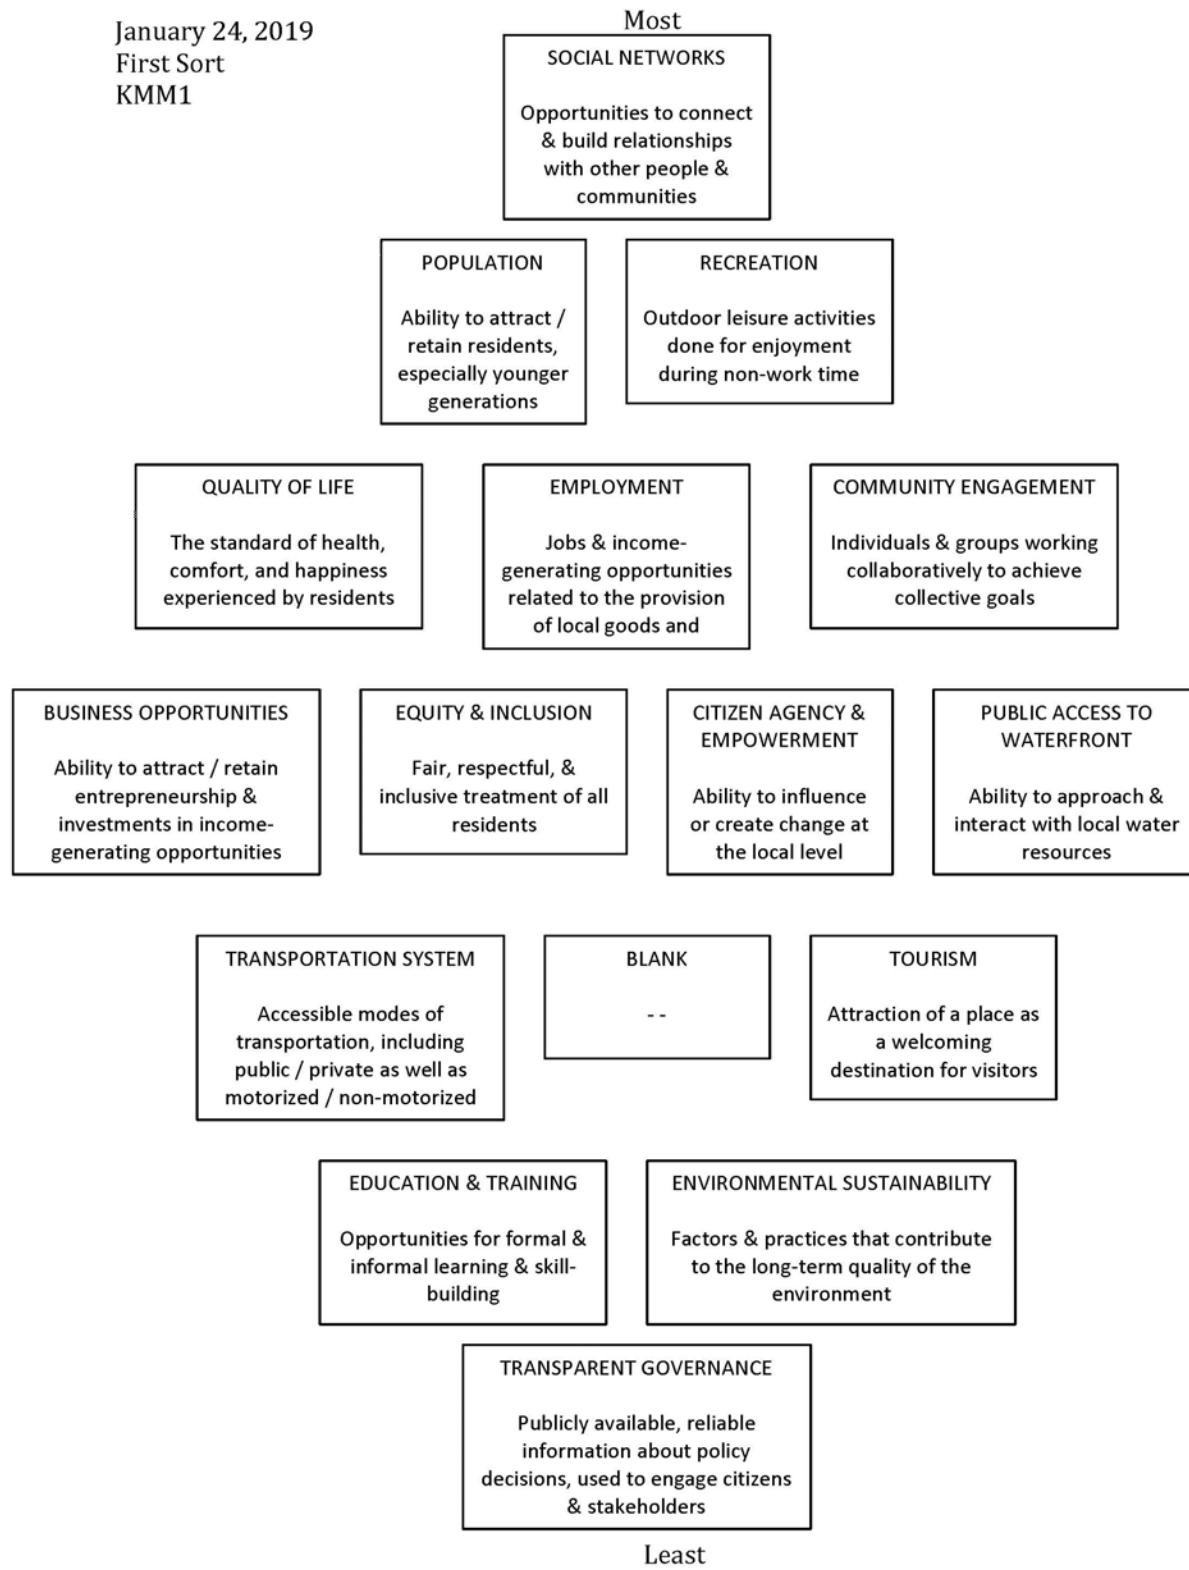 January 24, 2019
First Sort
KMM1
Most
SOCIAL NETWORKS
Opportunities to connect
& build relationships
with other people &
communities
POPULATION
Ability to attract /
retain residents,
especially younger
generations
RECREATION
Outdoor leisure activities
done for enjoyment
during non-work time
QUALITY OF LIFE
The standard of health,
comfort, and happiness
experienced by residents
EMPLOYMENT
Jobs & income-
generating opportunities
related to the provision
of local goods and
COMMUNITY ENGAGEMENT
Individuals & groups working
collaboratively to achieve
collective goals
BUSINESS OPPORTUNITIES
Ability to attract / retain
entrepreneurship &
investments in income-
generating opportunities
EQUITY & INCLUSION
Fair, respectful, &
inclusive treatment of all
residents
CITIZEN AGENCY &
EMPOWERMENT
Ability to influence
or create change at
the local level
PUBLIC ACCESS TO
WATERFRONT
Ability to approach &
interact with local water
resources
TRANSPORTATION SYSTEM
Accessible modes of
transportation, including
public / private as well as
motorized / non-motorized
BLANK
- -
TOURISM
Attraction of a place as
a welcoming
destination for visitors
EDUCATION & TRAINING
Opportunities for formal &
informal learning & skill-
building
ENVIRONMENTAL SUSTAINABILITY
Factors & practices that contribute
to the long-term quality of the
environment
TRANSPARENT GOVERNANCE
Publicly available, reliable
information about policy
decisions, used to engage citizens
& stakeholders
Least